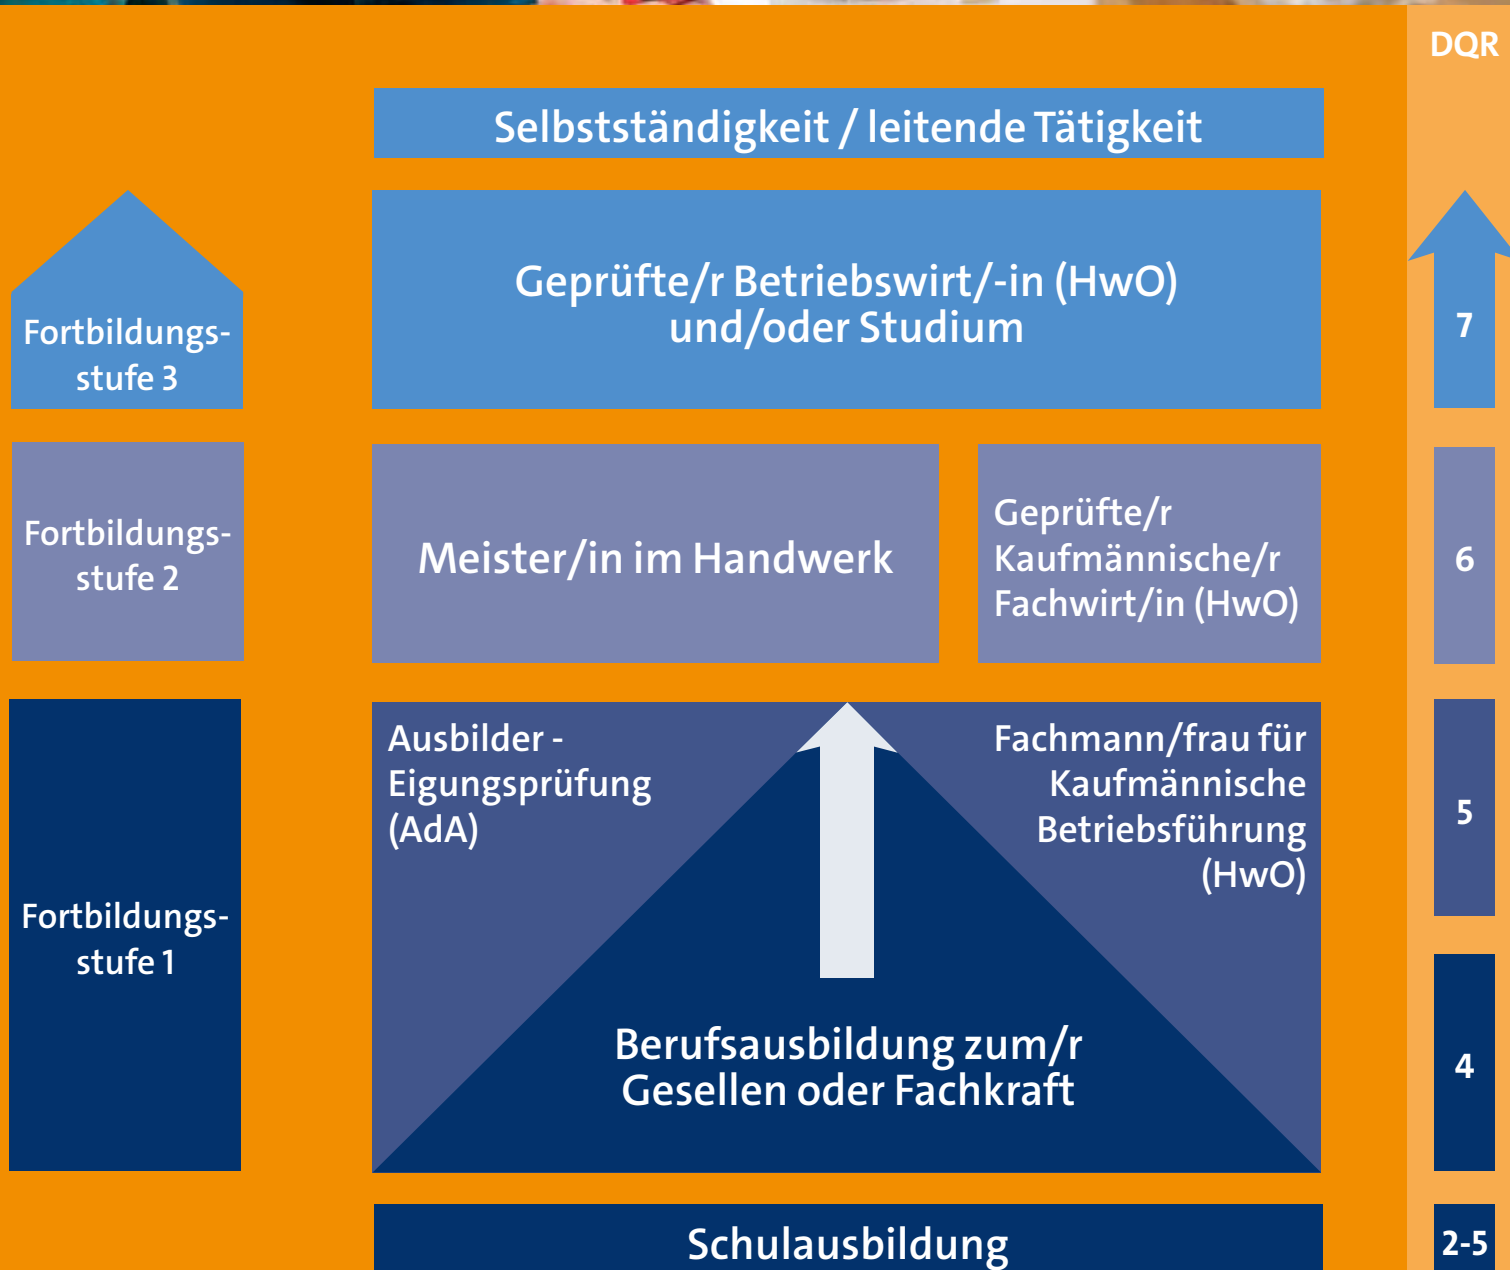 DQR
Selbstständigkeit / leitende Tätigkeit
Fortbildungs-
stufe 3
Geprüfte/r Betriebswirt/-in (HwO)
und/oder Studium
7
Fortbildungs-
stufe 2
Meister/in im Handwerk
Geprüfte/r
Kaufmännische/r
Fachwirt/in (HwO)
6
Fortbildungs-
stufe 1
Ausbilder -
Eigungsprüfung
(AdA)
Fachmann/frau für
Kaufmännische
Betriebsführung
(HwO)
5
Berufsausbildung zum/r
Gesellen oder Fachkraft
4
Schulausbildung
2-5